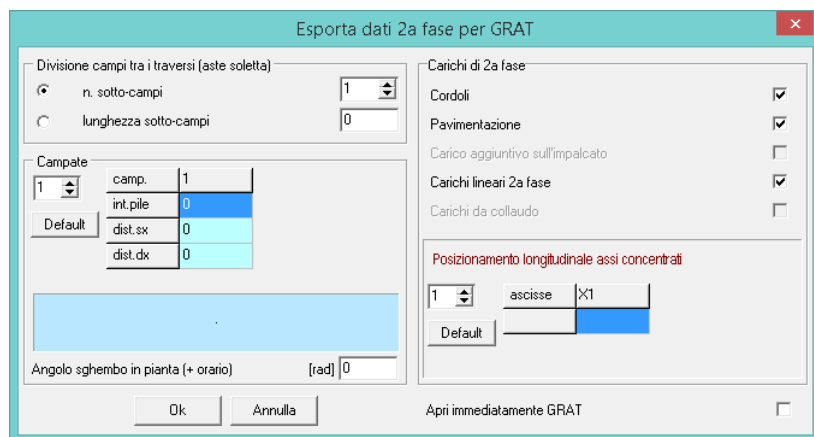 Esporta dati 2a fase per GRAT
Divisione campi tra i traversi (aste soletta)
n. sotto-campi
1
lunghezza sotto-campi
0
Campate
1
Default
camp. 1
int.pile 0
dist.sx 0
dist.dx 0
Angolo sghembo in pianta (+ orario) [rad] 0
Ok
Annulla
Carichi di 2a fase
Cordoli
Pavimentazione
Carico aggiuntivo sull'impalcato
Carichi lineari 2a fase
Carichi da collaudo
Posizionamento longitudinale assi concentrati
1
Default
ascisse X1
Apri immediatamente GRAT